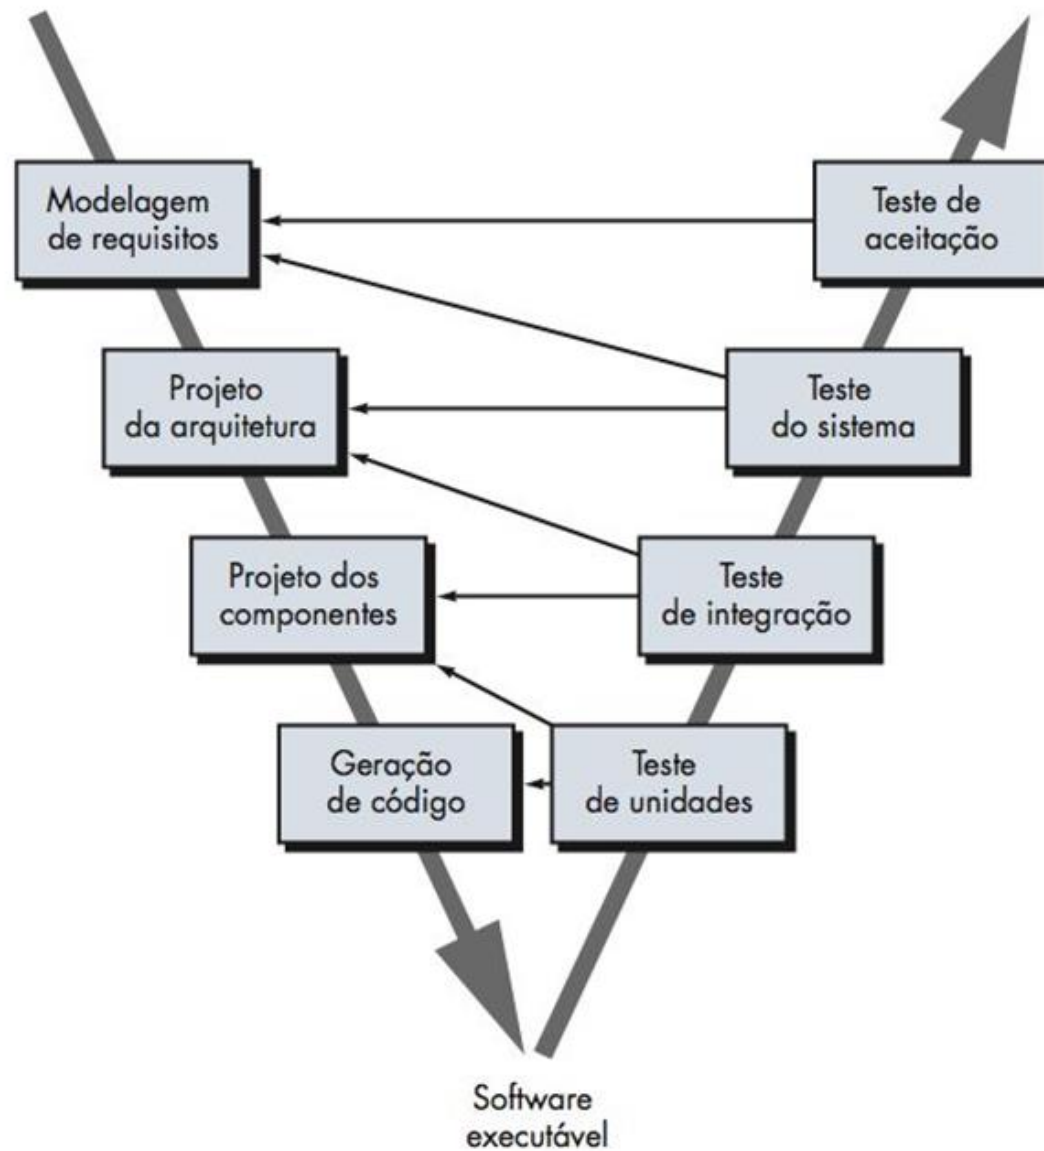 Modelagem
de requisitos
Teste de
aceitação
Projeto
da arquitetura
Teste
do sistema
Projeto dos
componentes
Teste
de integração
Geração
de código
Teste
de unidades
Software
executável